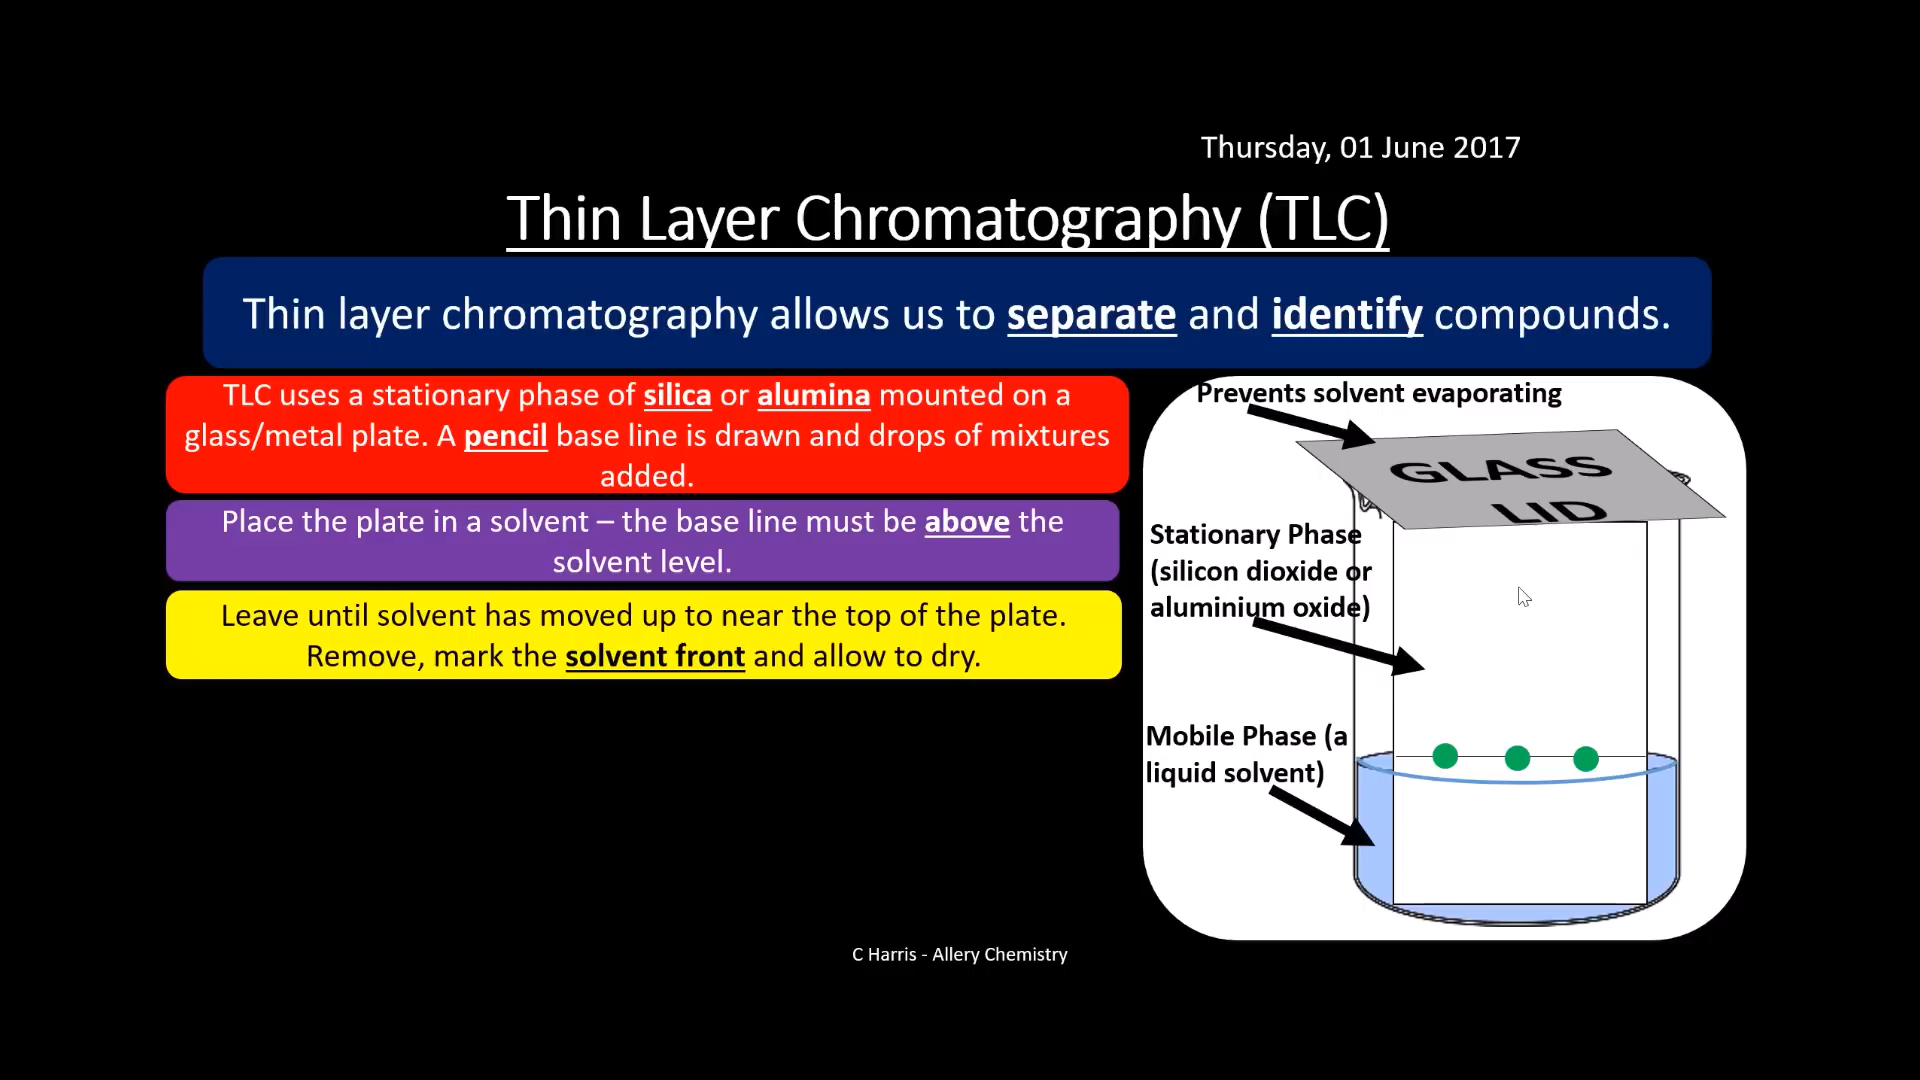 Thursday, 01 June 2017
Thin Layer Chromatography (TLC)
Thin layer chromatography allows us to separate and identify compounds.
TLC uses a stationary phase of silica or alumina mounted on a
glass/metal plate. A pencil base line is drawn and drops of mixtures
added.
Place the plate in a solvent – the base line must be above the
solvent level.
Leave until solvent has moved up to near the top of the plate.
Remove, mark the solvent front and allow to dry.
Prevents solvent evaporating
GLASS
LID
Stationary Phase
(silicon dioxide or
aluminium oxide)
Mobile Phase (a
liquid solvent)
C Harris - Allery Chemistry